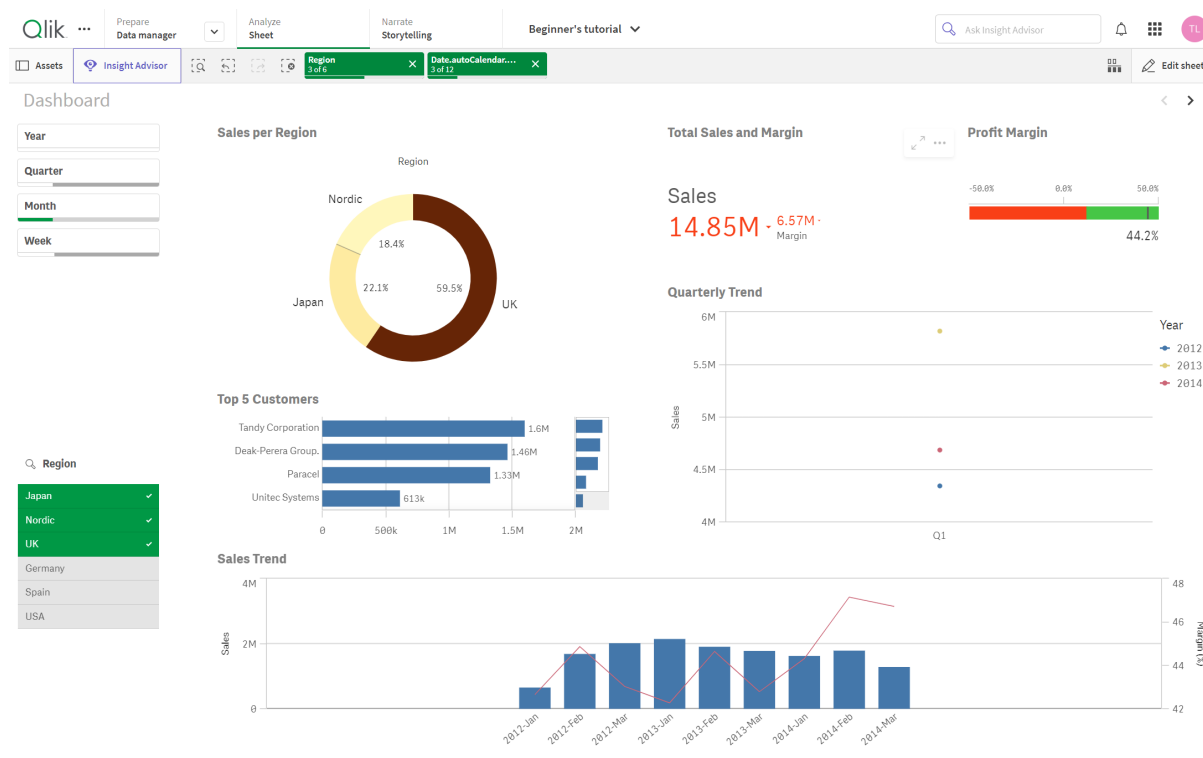 Qlik
Prepare
Data manager
Analyze
Sheet
Narrate
Storytelling
Beginner's tutorial
Ask Insight Advisor
TL
Assets
Insight Advisor
Region
3 of 6
Date.autoCalendar....
3 of 12
Edit sheet
Dashboard
Year
Quarter
Month
Week
Region
Japan
Nordic
UK
Germany
Spain
USA
Sales per Region
Region
Nordic
18.4%
22.1%
59.5%
Japan
UK
Total Sales and Margin
Sales
14.85M
6.57M
Margin
Profit Margin
-50.0% 0.0% 50.0%
44.2%
Top 5 Customers
Tandy Corporation 1.6M
Deak-Perera Group. 1.46M
Paracel 1.33M
Unitec Systems 613k
0 500k 1M 1.5M 2M
Quarterly Trend
6M
5.5M
5M
4.5M
4M
Sales
Q1
Year
2012
2013
2014
Sales Trend
4M
2M
0
Sales
48
46
44
42
Margin (%)
2012-Jan 2012-Feb 2012-Mar 2013-Jan 2013-Feb 2013-Mar 2014-Jan 2014-Feb 2014-Mar